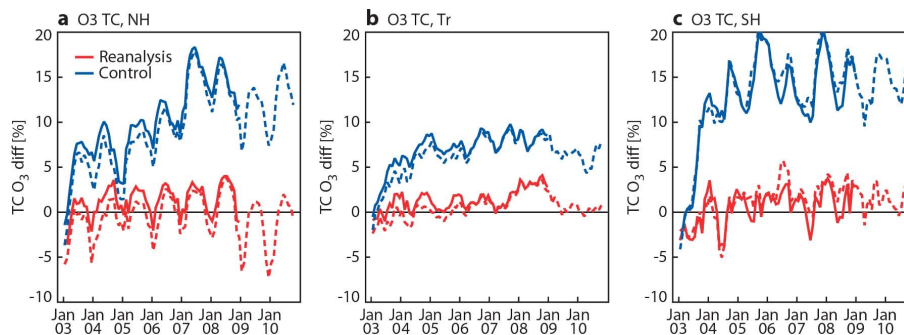 a O3 TC, NH
TC O₃ diff [%]
20
15
10
5
0
-5
-10
Reanalysis
Control
Jan 03
Jan 04
Jan 05
Jan 06
Jan 07
Jan 08
Jan 09
Jan 10
b O3 TC, Tr
TC O₃ diff [%]
20
15
10
5
0
-5
-10
Jan 03
Jan 04
Jan 05
Jan 06
Jan 07
Jan 08
Jan 09
Jan 10
c O3 TC, SH
TC O₃ diff [%]
20
15
10
5
0
-5
-10
Jan 03
Jan 04
Jan 05
Jan 06
Jan 07
Jan 08
Jan 09
Jan 10